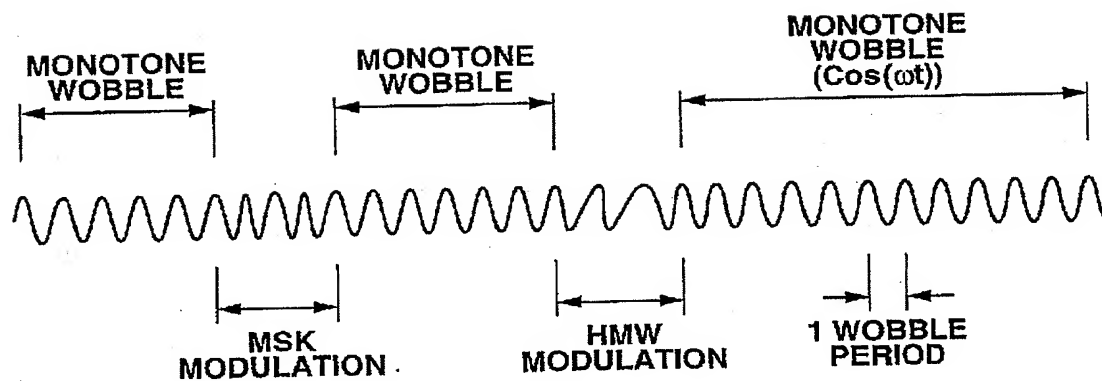 MONOTONE
WOBBLE
MONOTONE
WOBBLE
MONOTONE
WOBBLE
(Cos(ωt))
MSK
MODULATION
HMW
MODULATION
1 WOBBLE
PERIOD